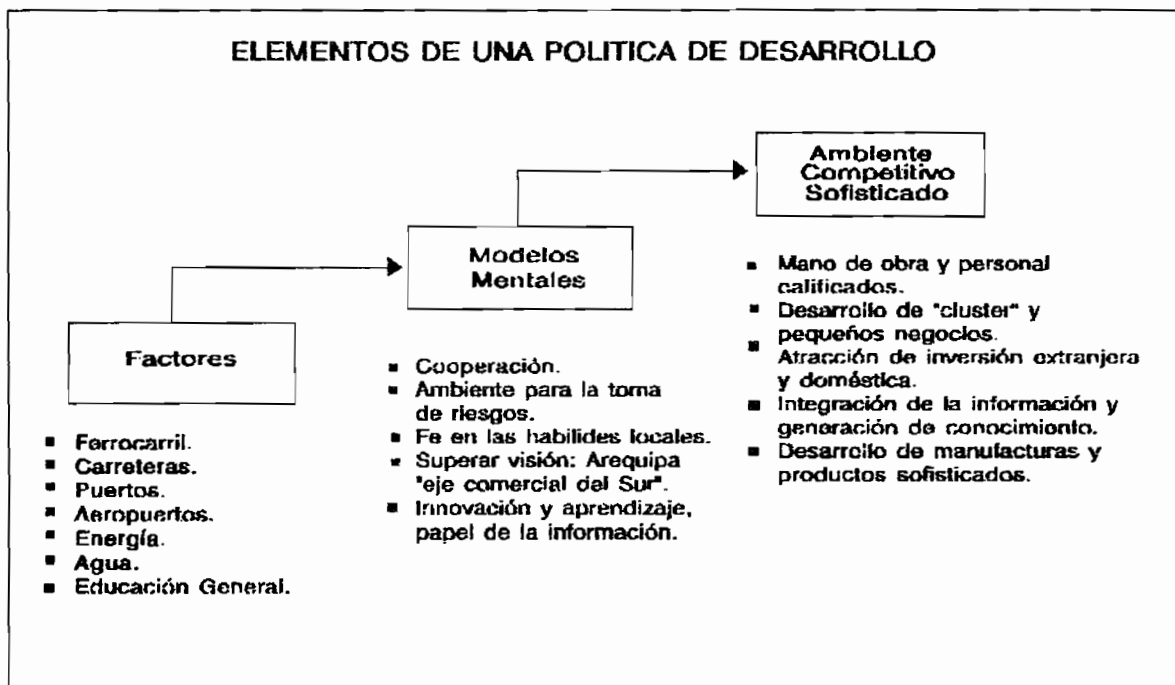 ELEMENTOS DE UNA POLITICA DE DESARROLLO
Factores
■ Ferrocarril.
■ Carreteras.
■ Puertos.
■ Aeropuertos.
■ Energía.
■ Agua.
■ Educación General.
Modelos
Mentales
■ Cooperación.
■ Ambiente para la toma
de riesgos.
■ Fe en las habilides locales.
■ Superar visión: Arequipa
"eje comercial del Sur".
■ Innovación y aprendizaje,
papel de la información.
Ambiente
Competitivo
Sofisticado
■ Mano de obra y personal
calificados.
■ Desarrollo de "cluster" y
pequeños negocios.
■ Atracción de inversión extranjera
y doméstica.
■ Integración de la información y
generación de conocimiento.
■ Desarrollo de manufacturas y
productos sofisticados.